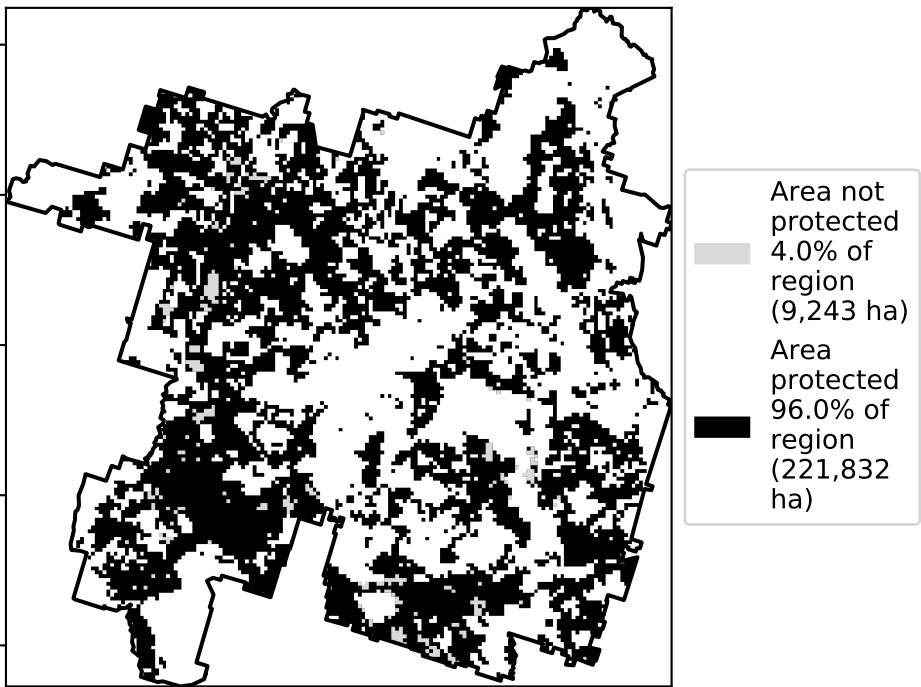 Area not
protected
4.0% of
region
(9,243 ha)
Area
protected
96.0% of
region
(221,832
ha)